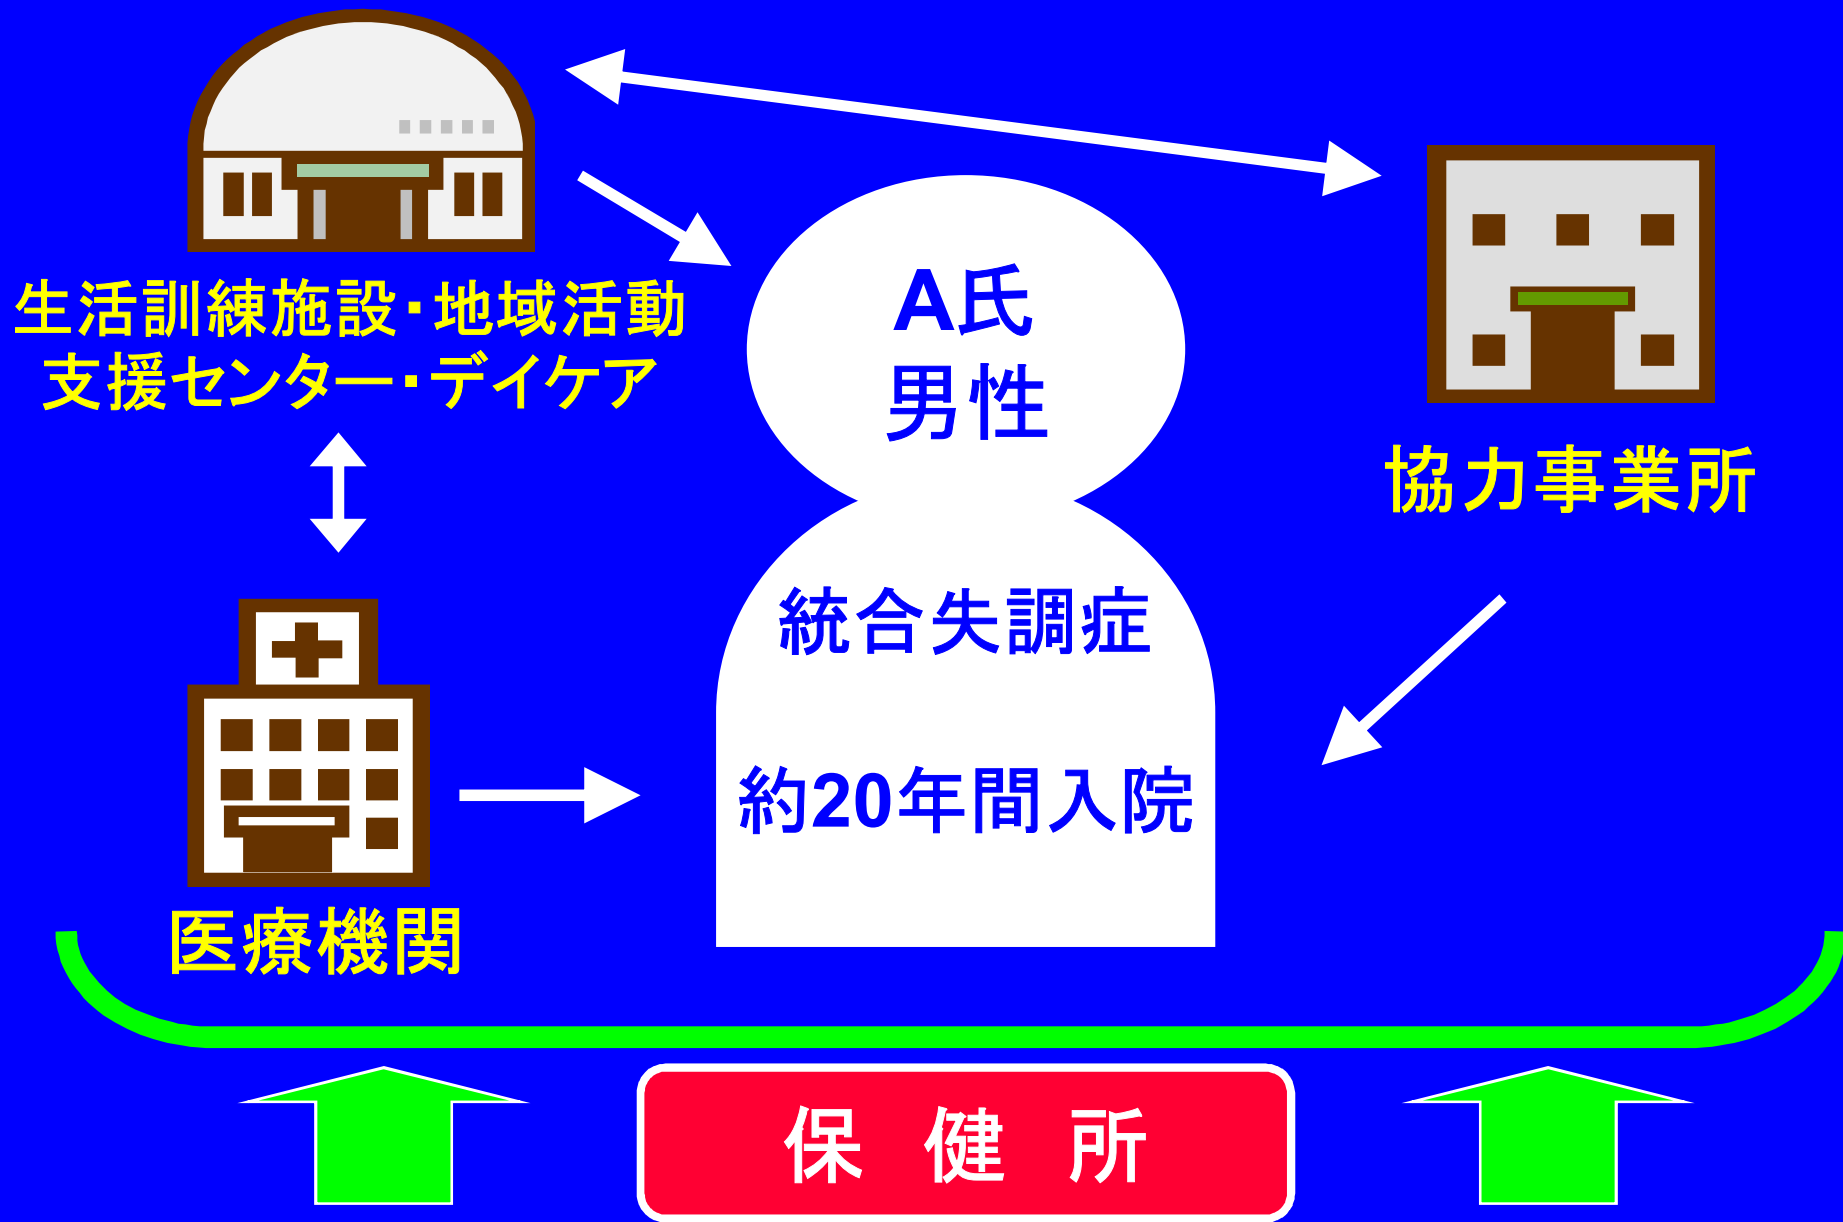 生活訓練施設・地域活動
支援センター・デイケア
A氏
男性
協力事業所
統合失調症
約20年間入院
医療機関
保健所